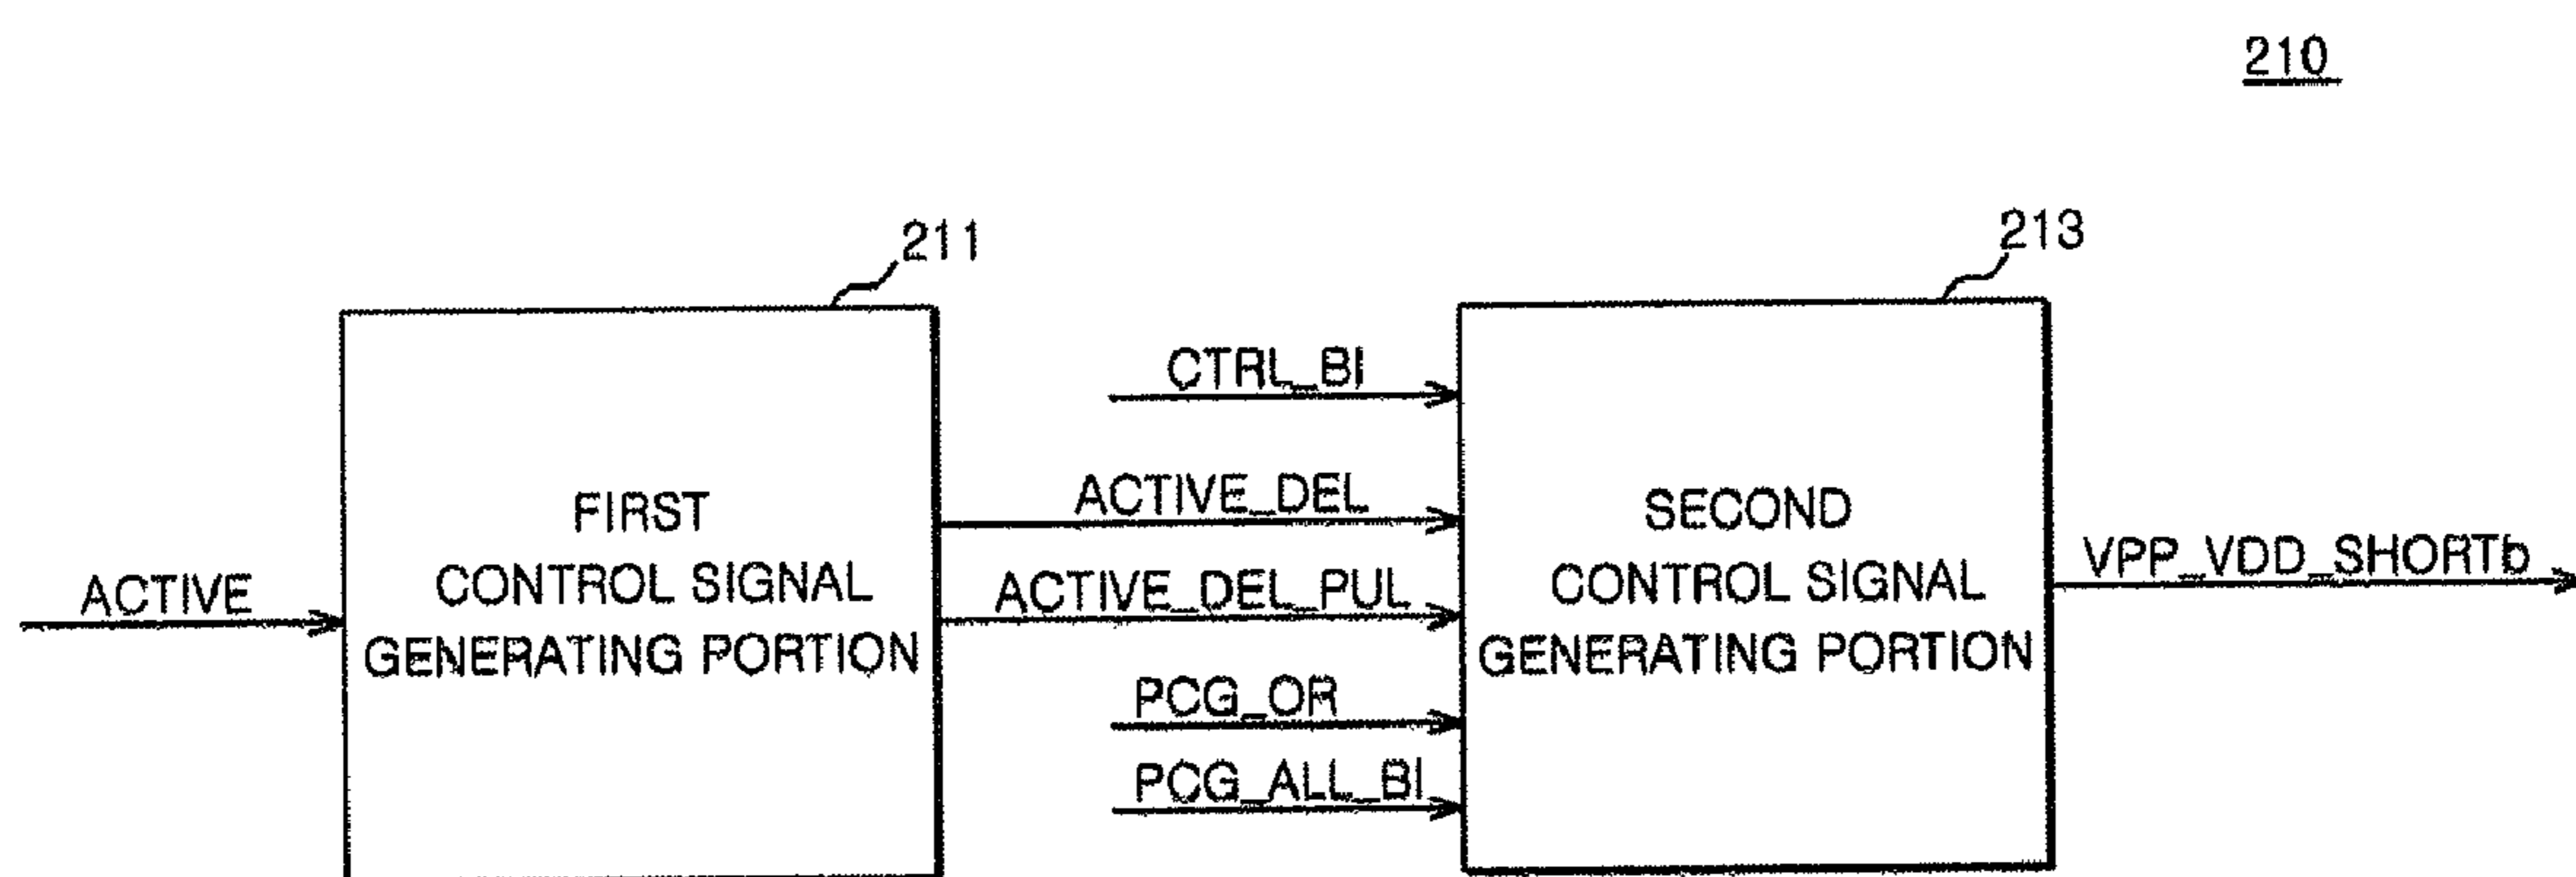 210
211
213
ACTIVE
FIRST
CONTROL SIGNAL
GENERATING PORTION
CTRL_BI
ACTIVE_DEL
ACTIVE_DEL_PUL
PCG_OR
PCG_ALL_BI
SECOND
CONTROL SIGNAL
GENERATING PORTION
VPP_VDD_SHORTb